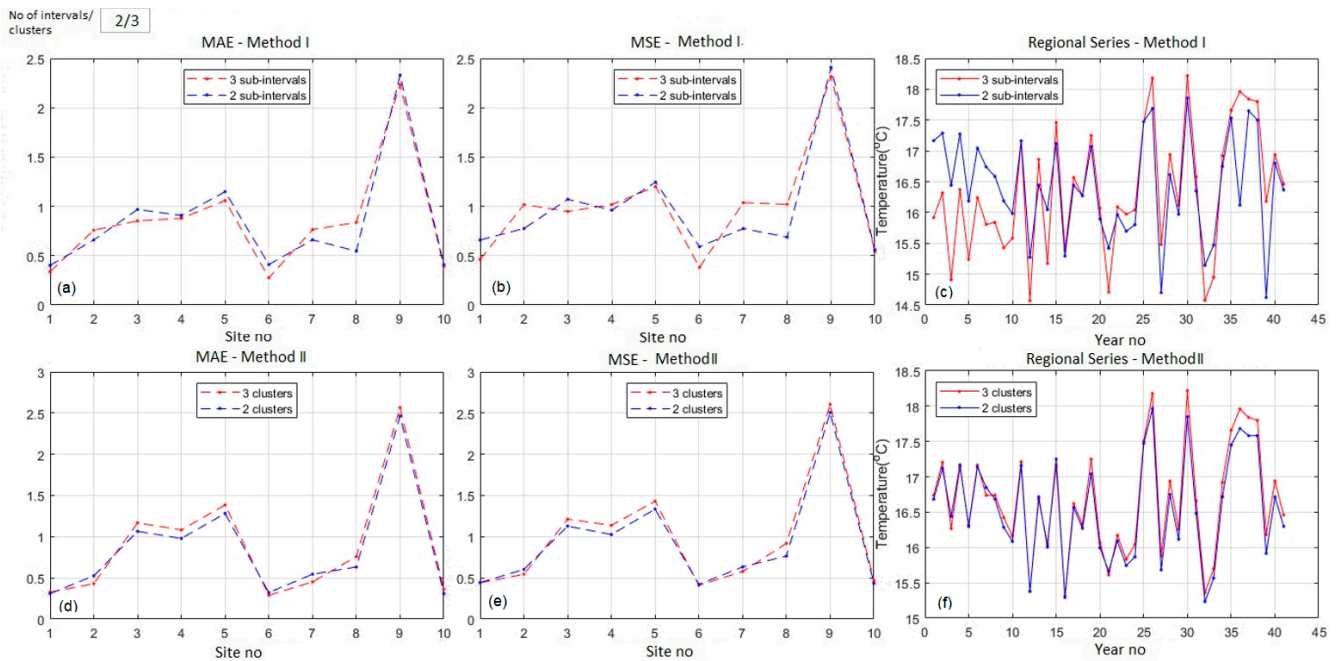 No of intervals/
clusters
2/3
MAE - Method I
3 sub-intervals
2 sub-intervals
2.5
2
1.5
1
0.5
0
(a)
1 2 3 4 5 6 7 8 9 10
Site no
MSE - Method I.
3 sub-intervals
2 sub-intervals
2.5
2
1.5
1
0.5
0
(b)
1 2 3 4 5 6 7 8 9 10
Site no
Regional Series - Method I
3 sub-intervals
2 sub-intervals
Temperature(°C)
18.5
18
17.5
17
16.5
16
15.5
15
14.5
(c)
0 5 10 15 20 25 30 35 40 45
Year no
MAE - Method II
3 clusters
2 clusters
3
2.5
2
1.5
1
0.5
0
(d)
1 2 3 4 5 6 7 8 9 10
Site no
MSE - Method II
3 clusters
2 clusters
3
2.5
2
1.5
1
0.5
0
(e)
1 2 3 4 5 6 7 8 9 10
Site no
Regional Series - Method II
3 clusters
2 clusters
Temperature(°C)
18.5
18
17.5
17
16.5
16
15.5
15
(f)
0 5 10 15 20 25 30 35 40 45
Year no